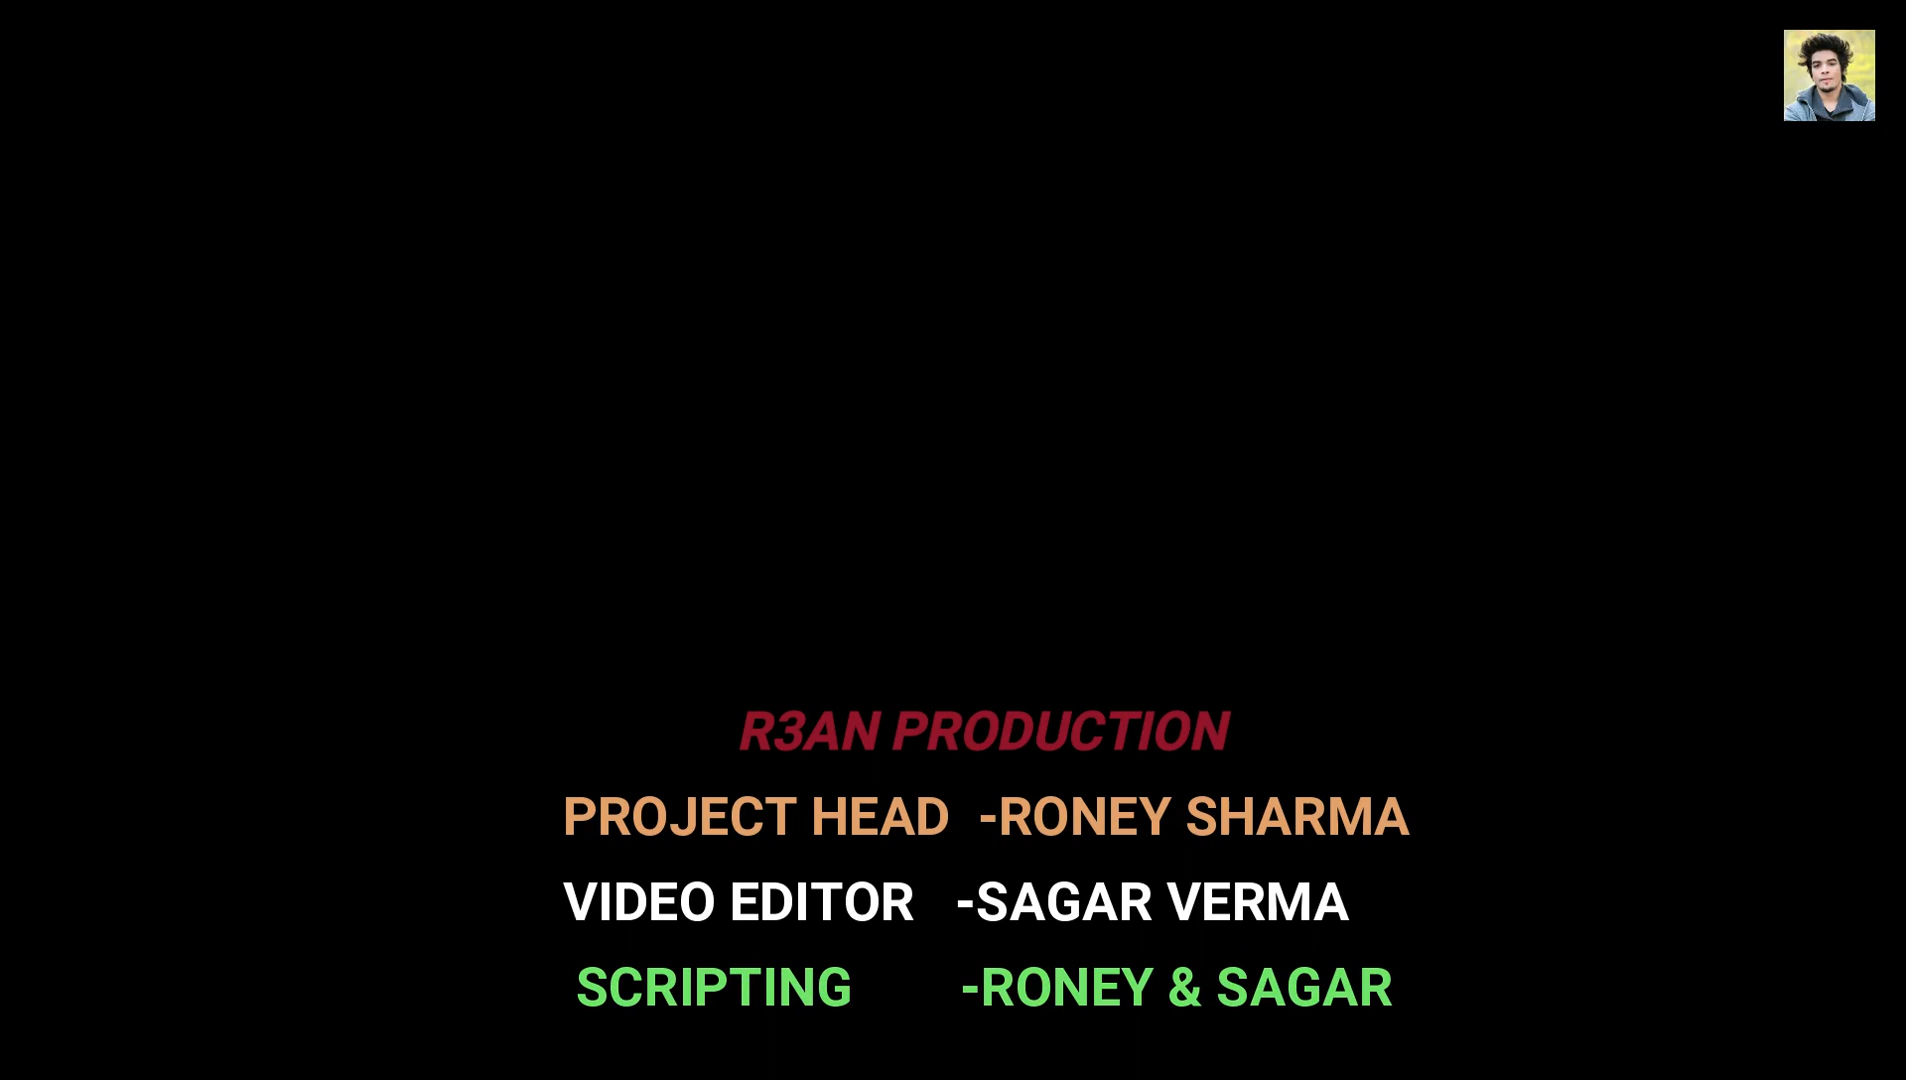 R3AN PRODUCTION
PROJECT HEAD -RONEY SHARMA
VIDEO EDITOR -SAGAR VERMA
SCRIPTING -RONEY & SAGAR